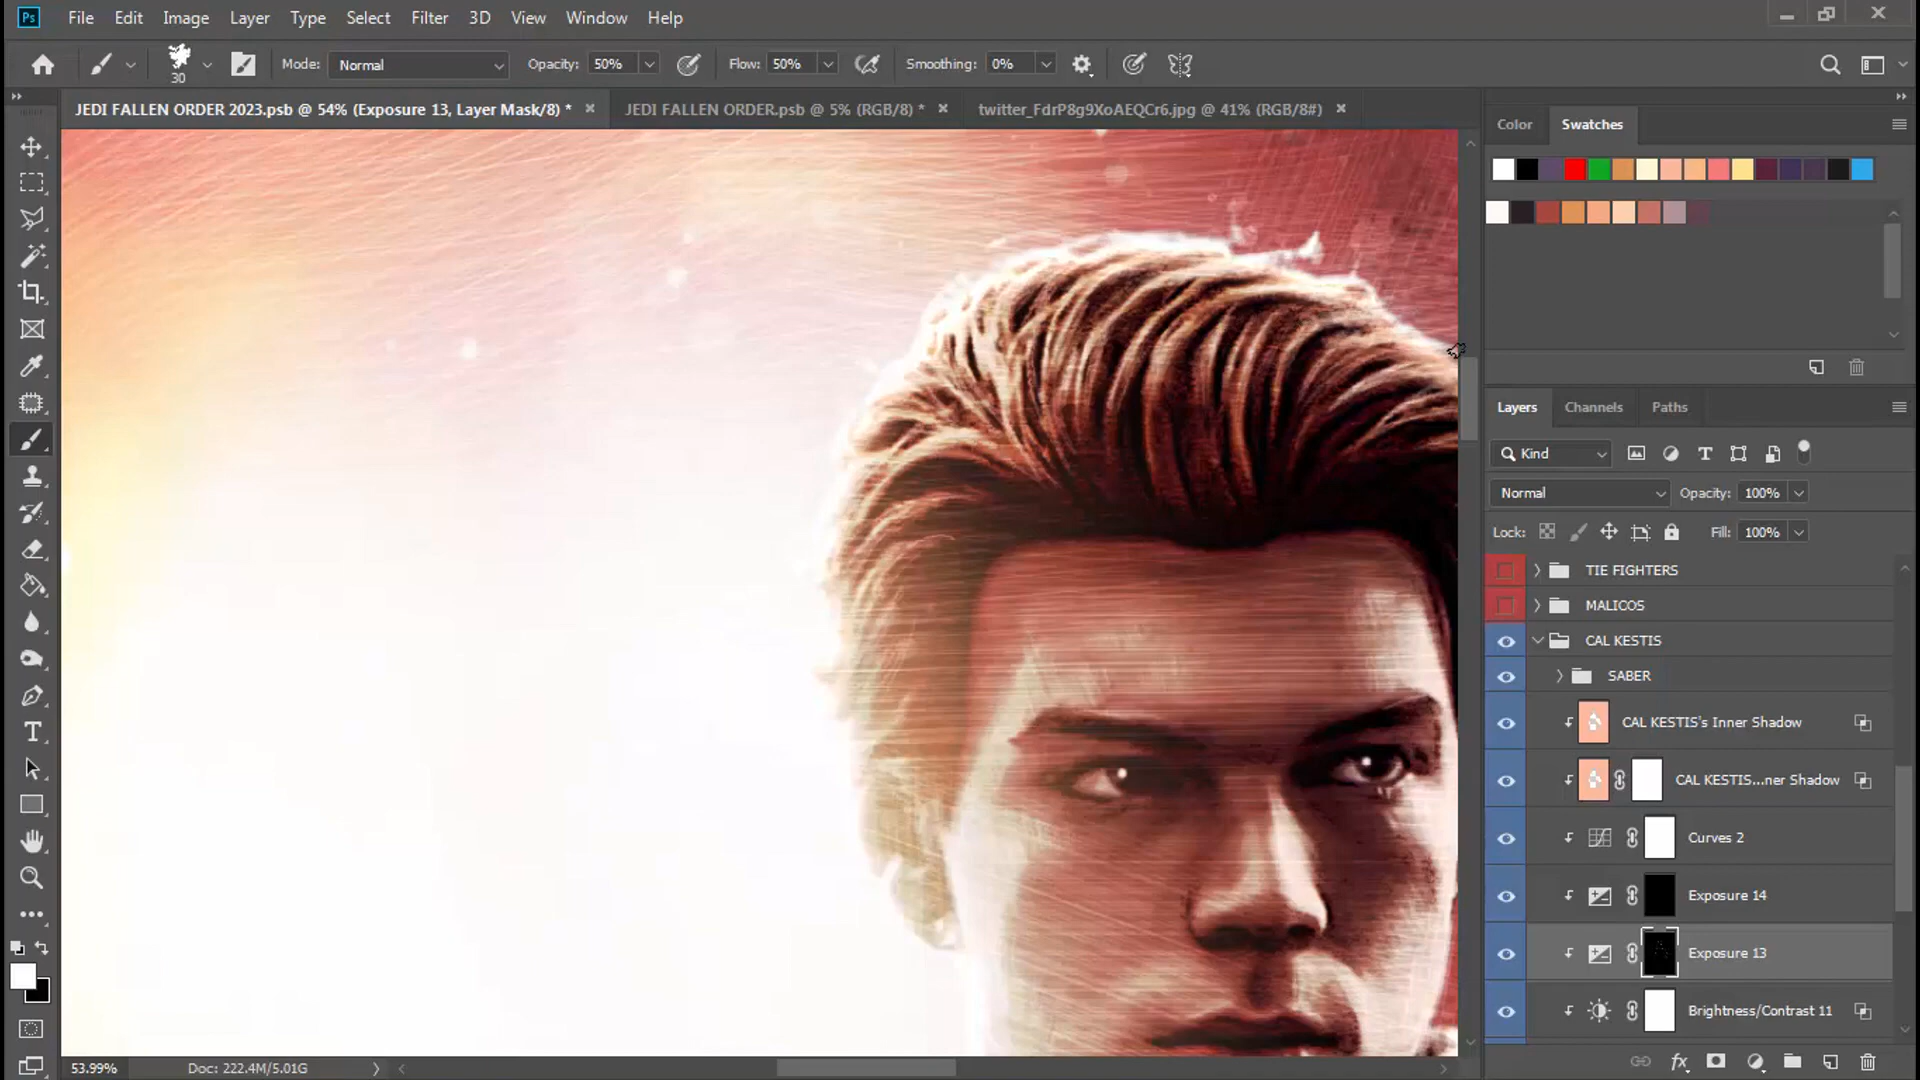 Ps File Edit Image Layer Type Select Filter 3D View Window Help
30 Mode: Normal Opacity: 50% Flow: 50% Smoothing: 0%
JEDI FALLEN ORDER 2023.psb @ 54% (Exposure 13, Layer Mask/8) * JEDI FALLEN ORDER.psb @ 5% (RGB/8) * twitter_FdrP8g9XoAEQCr6.jpg @ 41% (RGB/8#)
Color Swatches
Layers Channels Paths
Kind
Normal Opacity: 100%
Lock: Fill: 100%
TIE FIGHTERS
MALICOS
CAL KESTIS
SABER
CAL KESTIS's Inner Shadow
CAL KESTIS...ner Shadow
Curves 2
Exposure 14
Exposure 13
Brightness/Contrast 11
53.99% Doc: 222.4M/5.01G